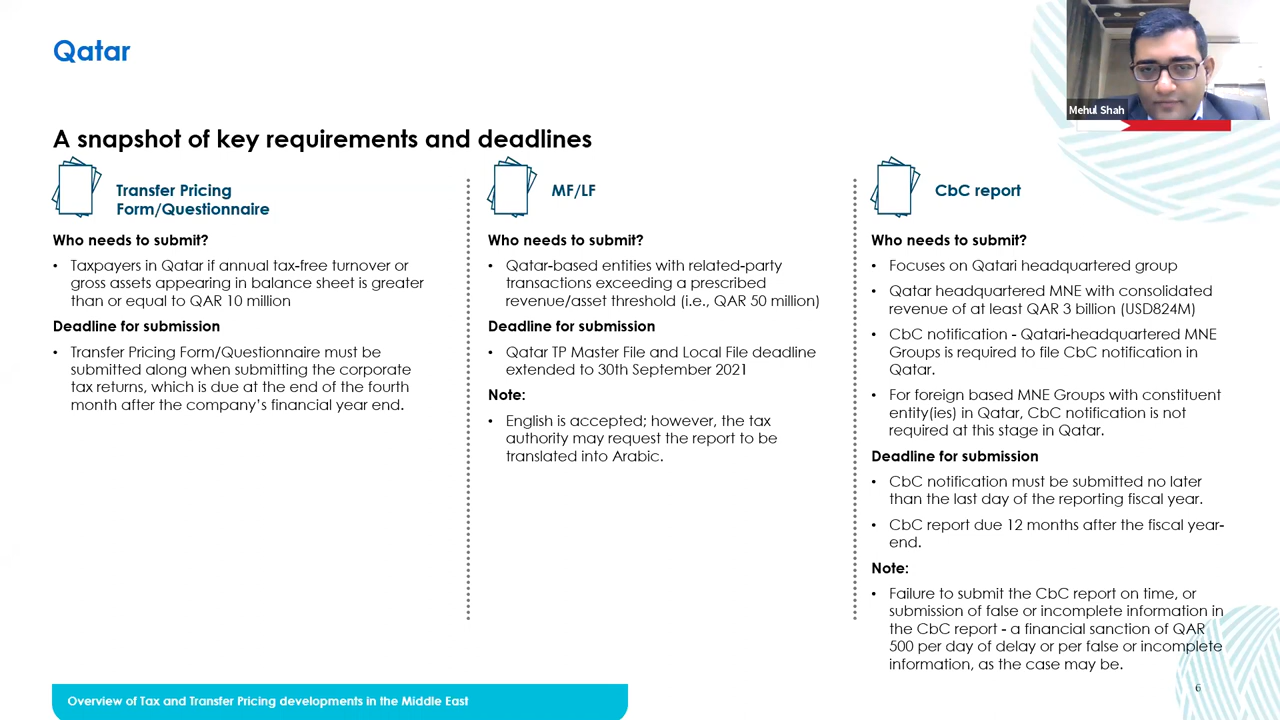 Qatar
Mehul Shah
A snapshot of key requirements and deadlines
Transfer Pricing
Form/Questionnaire
Who needs to submit?
• Taxpayers in Qatar if annual tax-free turnover or
gross assets appearing in balance sheet is greater
than or equal to QAR 10 million
Deadline for submission
• Transfer Pricing Form/Questionnaire must be
submitted along when submitting the corporate
tax returns, which is due at the end of the fourth
month after the company's financial year end.
MF/LF
Who needs to submit?
• Qatar-based entities with related-party
transactions exceeding a prescribed
revenue/asset threshold (i.e., QAR 50 million)
Deadline for submission
• Qatar TP Master File and Local File deadline
extended to 30th September 2021
Note:
• English is accepted; however, the tax
authority may request the report to be
translated into Arabic.
CbC report
Who needs to submit?
• Focuses on Qatari headquartered group
• Qatar headquartered MNE with consolidated
revenue of at least QAR 3 billion (USD824M)
• CbC notification - Qatari-headquartered MNE
Groups is required to file CbC notification in
Qatar.
• For foreign based MNE Groups with constituent
entity(ies) in Qatar, CbC notification is not
required at this stage in Qatar.
Deadline for submission
• CbC notification must be submitted no later
than the last day of the reporting fiscal year.
• CbC report due 12 months after the fiscal year-
end.
Note:
• Failure to submit the CbC report on time, or
submission of false or incomplete information in
the CbC report - a financial sanction of QAR
500 per day of delay or per false or incomplete
information, as the case may be.
Overview of Tax and Transfer Pricing developments in the Middle East
6